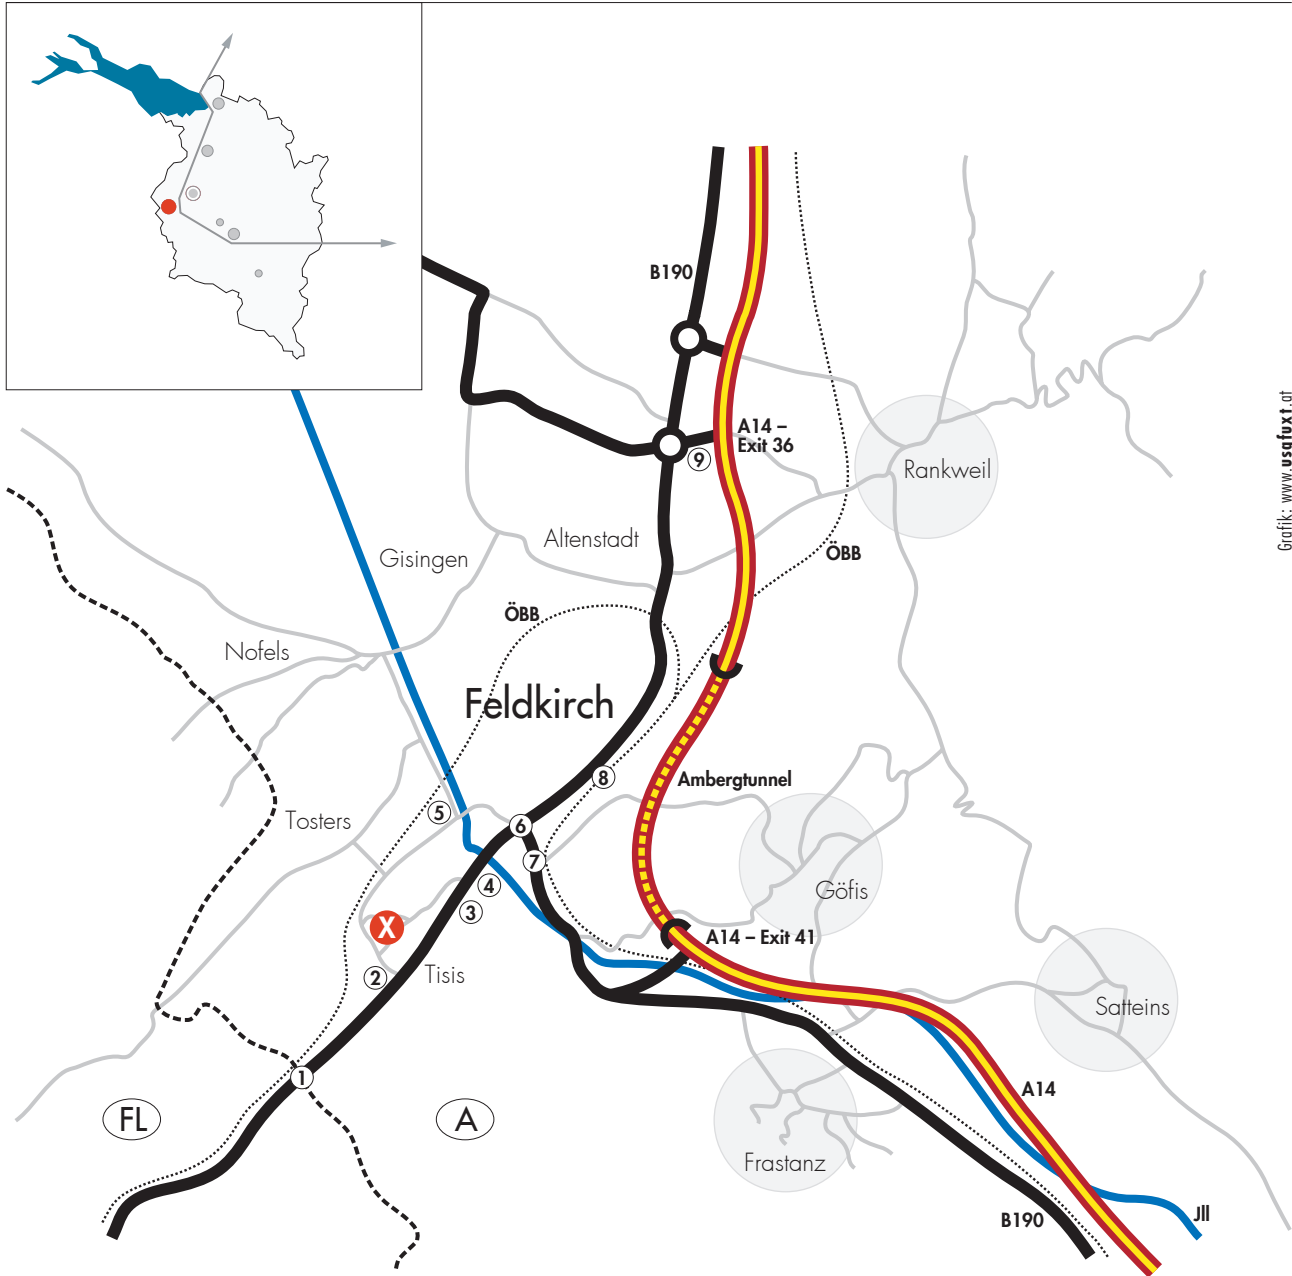 B190
A14 –
Exit 36
9
Rankweil
Grafik: www.usafuxt.at
Altenstadt
Gisingen
ÖBB
ÖBB
Nofels
Feldkirch
8
Ambergtunnel
5
Tosters
6
7
4
Göfis
3
X
A14 – Exit 41
2
Tisis
Satteins
1
A14
FL
A
Frastanz
B190
Jll